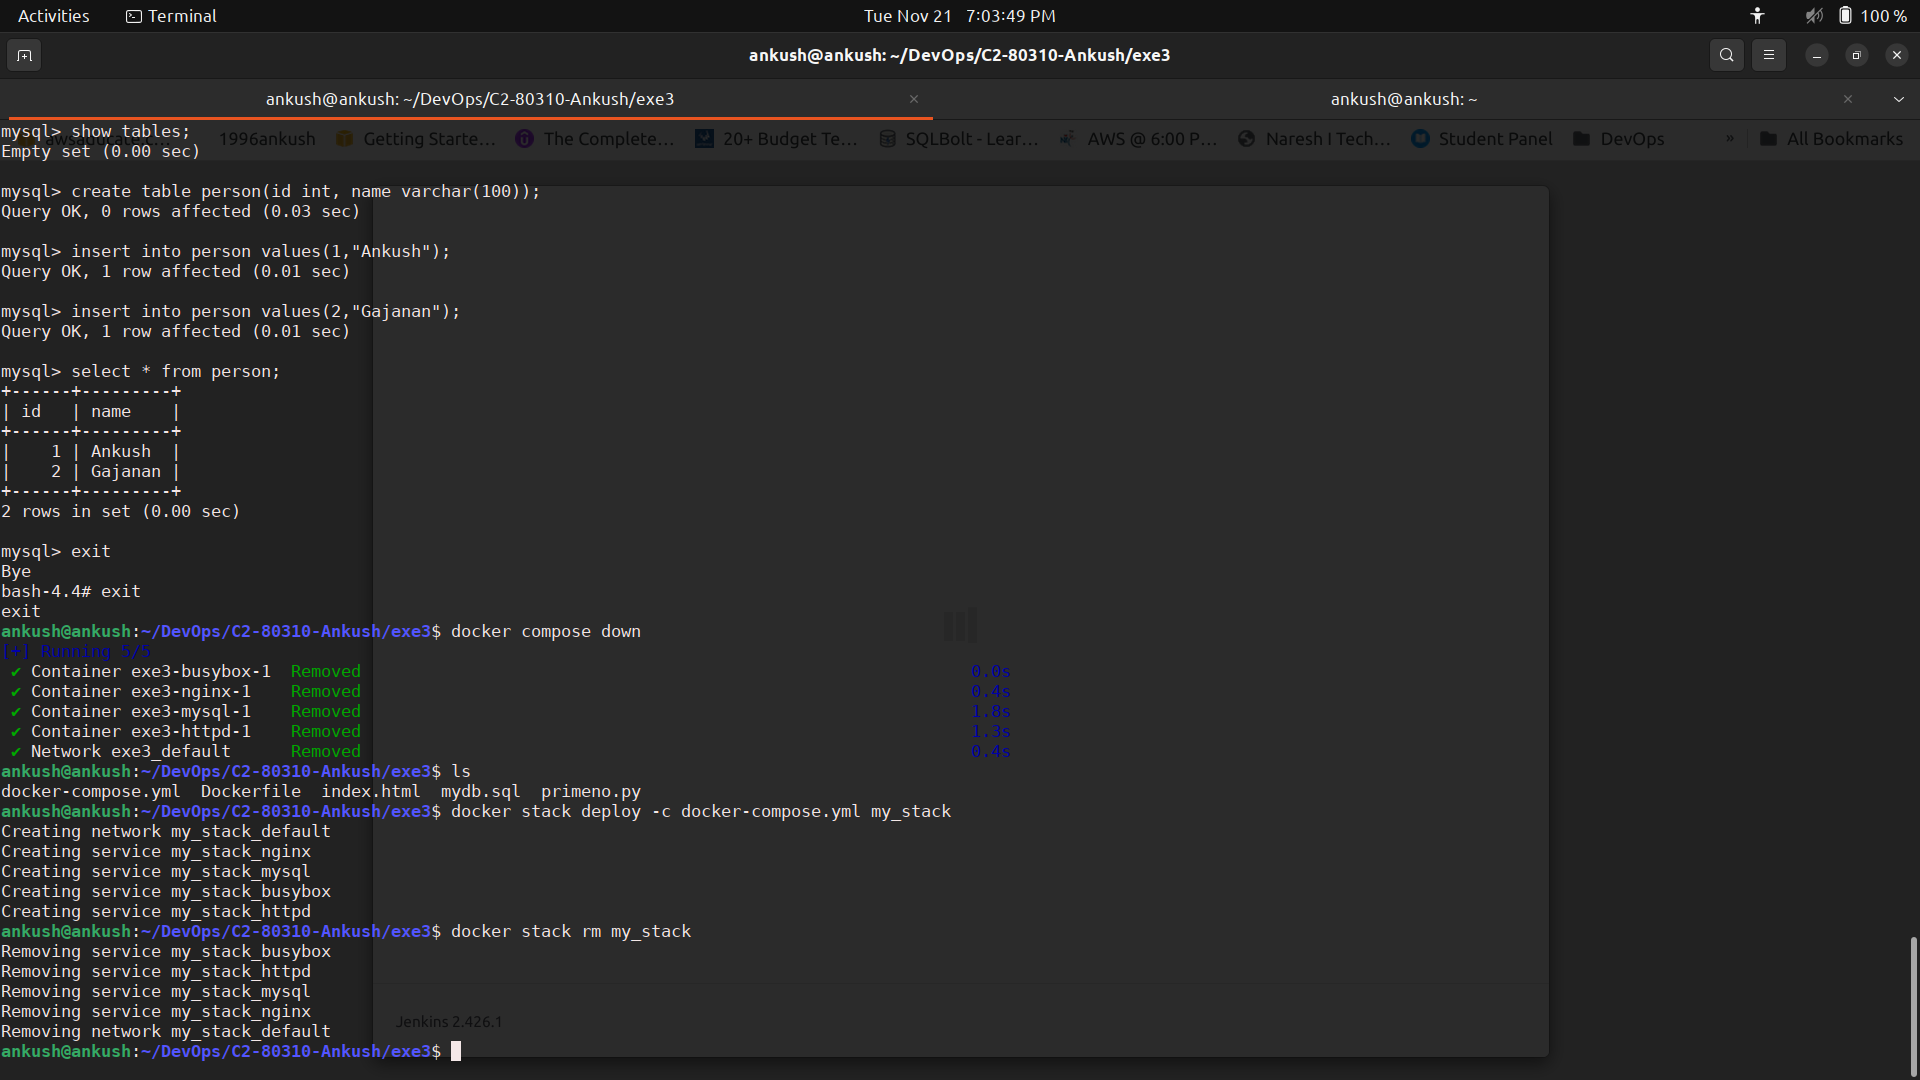 Activities
Terminal
Tue Nov 21 7:03:49 PM
100 %
ankush@ankush: ~/DevOps/C2-80310-Ankush/exe3
ankush@ankush: ~/DevOps/C2-80310-Ankush/exe3
ankush@ankush: ~
mysql> show tables;
awseducate.c... 1996ankush Getting Starte... The Complete... 20+ Budget Te... SQLBolt - Lear... AWS @ 6:00 P... Naresh I Tech... Student Panel DevOps » All Bookmarks
Empty set (0.00 sec)
mysql> create table person(id int, name varchar(100));
Query OK, 0 rows affected (0.03 sec)
mysql> insert into person values(1,"Ankush");
Query OK, 1 row affected (0.01 sec)
mysql> insert into person values(2,"Gajanan");
Query OK, 1 row affected (0.01 sec)
mysql> select * from person;
+------+---------+
| id   | name    |
+------+---------+
|    1 | Ankush  |
|    2 | Gajanan |
+------+---------+
2 rows in set (0.00 sec)
mysql> exit
Bye
bash-4.4# exit
exit
ankush@ankush:~/DevOps/C2-80310-Ankush/exe3$ docker compose down
[+] Running 5/5
✔ Container exe3-busybox-1  Removed 0.0s
✔ Container exe3-nginx-1    Removed 0.4s
✔ Container exe3-mysql-1    Removed 1.8s
✔ Container exe3-httpd-1    Removed 1.3s
✔ Network exe3_default      Removed 0.4s
ankush@ankush:~/DevOps/C2-80310-Ankush/exe3$ ls
docker-compose.yml  Dockerfile  index.html  mydb.sql  primeno.py
ankush@ankush:~/DevOps/C2-80310-Ankush/exe3$ docker stack deploy -c docker-compose.yml my_stack
Creating network my_stack_default
Creating service my_stack_nginx
Creating service my_stack_mysql
Creating service my_stack_busybox
Creating service my_stack_httpd
ankush@ankush:~/DevOps/C2-80310-Ankush/exe3$ docker stack rm my_stack
Removing service my_stack_busybox
Removing service my_stack_httpd
Removing service my_stack_mysql
Removing service my_stack_nginx
Jenkins 2.426.1
Removing network my_stack_default
ankush@ankush:~/DevOps/C2-80310-Ankush/exe3$